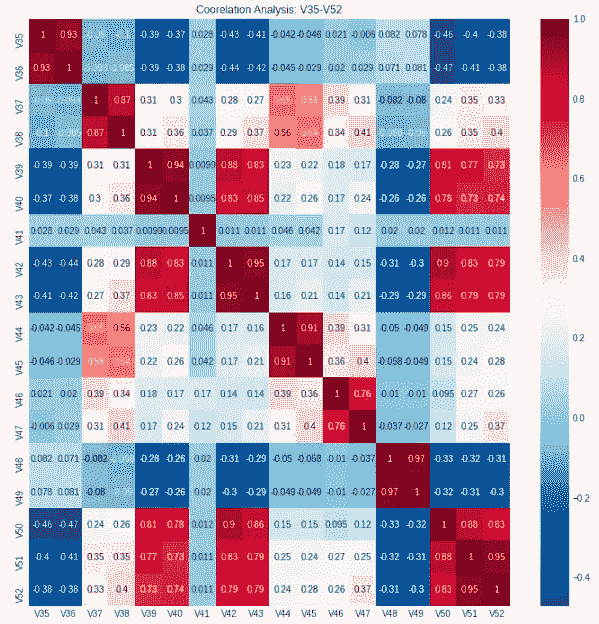 Coorelation Analysis: V35-V52
V35 1 0.93 -0.39 -0.37 0.028 -0.43 -0.41 -0.042 -0.046 0.021 -0.006 0.082 0.078 -0.46 -0.4 -0.38
V36 0.93 1 -0.39 -0.38 0.029 -0.44 -0.42 -0.045 -0.029 0.02 0.029 0.071 0.081 -0.47 -0.41 -0.38
V37 1 0.87 0.31 0.3 0.043 0.28 0.27 0.39 0.31 -0.082 -0.08 0.24 0.35 0.33
V38 -0.1 0.87 1 0.31 0.36 0.037 0.29 0.37 0.56 0.34 0.41 0.26 0.35 0.4
V39 -0.39 -0.39 0.31 0.31 1 0.94 0.0099 0.88 0.83 0.23 0.22 0.18 0.17 -0.28 -0.27 0.81 0.77 0.73
V40 -0.37 -0.38 0.3 0.36 0.94 1 0.0095 0.83 0.85 0.22 0.26 0.17 0.24 -0.26 -0.26 0.78 0.73 0.74
V41 0.028 0.029 0.043 0.037 0.0099 0.0095 1 0.011 0.011 0.046 0.042 0.17 0.12 0.02 0.02 0.012 0.011 0.011
V42 -0.43 -0.44 0.28 0.29 0.88 0.83 0.011 1 0.95 0.17 0.17 0.14 0.15 -0.31 -0.3 0.9 0.83 0.79
V43 -0.41 -0.42 0.27 0.37 0.83 0.85 0.011 0.95 1 0.16 0.21 0.14 0.21 -0.29 -0.29 0.86 0.79 0.79
V44 -0.042 -0.045 0.56 0.23 0.22 0.046 0.17 0.16 1 0.91 0.39 0.31 -0.05 -0.049 0.15 0.25 0.24
V45 -0.046 -0.029 0.59 0.22 0.26 0.042 0.17 0.21 0.91 1 0.36 0.4 -0.058 -0.049 0.15 0.24 0.28
V46 0.021 0.02 0.39 0.34 0.18 0.17 0.17 0.14 0.14 0.39 0.36 1 0.76 -0.01 -0.01 0.095 0.27 0.26
V47 -0.006 0.029 0.31 0.41 0.17 0.24 0.12 0.15 0.21 0.31 0.4 0.76 1 -0.037 -0.027 0.12 0.25 0.37
V48 0.082 0.071 -0.082 -0.28 -0.26 0.02 -0.31 -0.29 -0.05 -0.058 -0.01 -0.037 1 0.97 -0.33 -0.32 -0.31
V49 0.078 0.081 -0.08 -0.27 -0.26 0.02 -0.3 -0.29 -0.049 -0.049 -0.01 -0.027 0.97 1 -0.32 -0.31 -0.3
V50 -0.46 -0.47 0.24 0.26 0.81 0.78 0.012 0.9 0.86 0.15 0.15 0.095 0.12 -0.33 -0.32 1 0.88 0.83
V51 -0.4 -0.41 0.35 0.35 0.77 0.73 0.011 0.83 0.79 0.25 0.24 0.27 0.25 -0.32 -0.31 0.88 1 0.95
V52 -0.38 -0.38 0.33 0.4 0.73 0.74 0.011 0.79 0.79 0.24 0.28 0.26 0.37 -0.31 -0.3 0.83 0.95 1
V35 V36 V37 V38 V39 V40 V41 V42 V43 V44 V45 V46 V47 V48 V49 V50 V51 V52
1.0
0.8
0.6
0.4
0.2
0.0
−0.2
−0.4